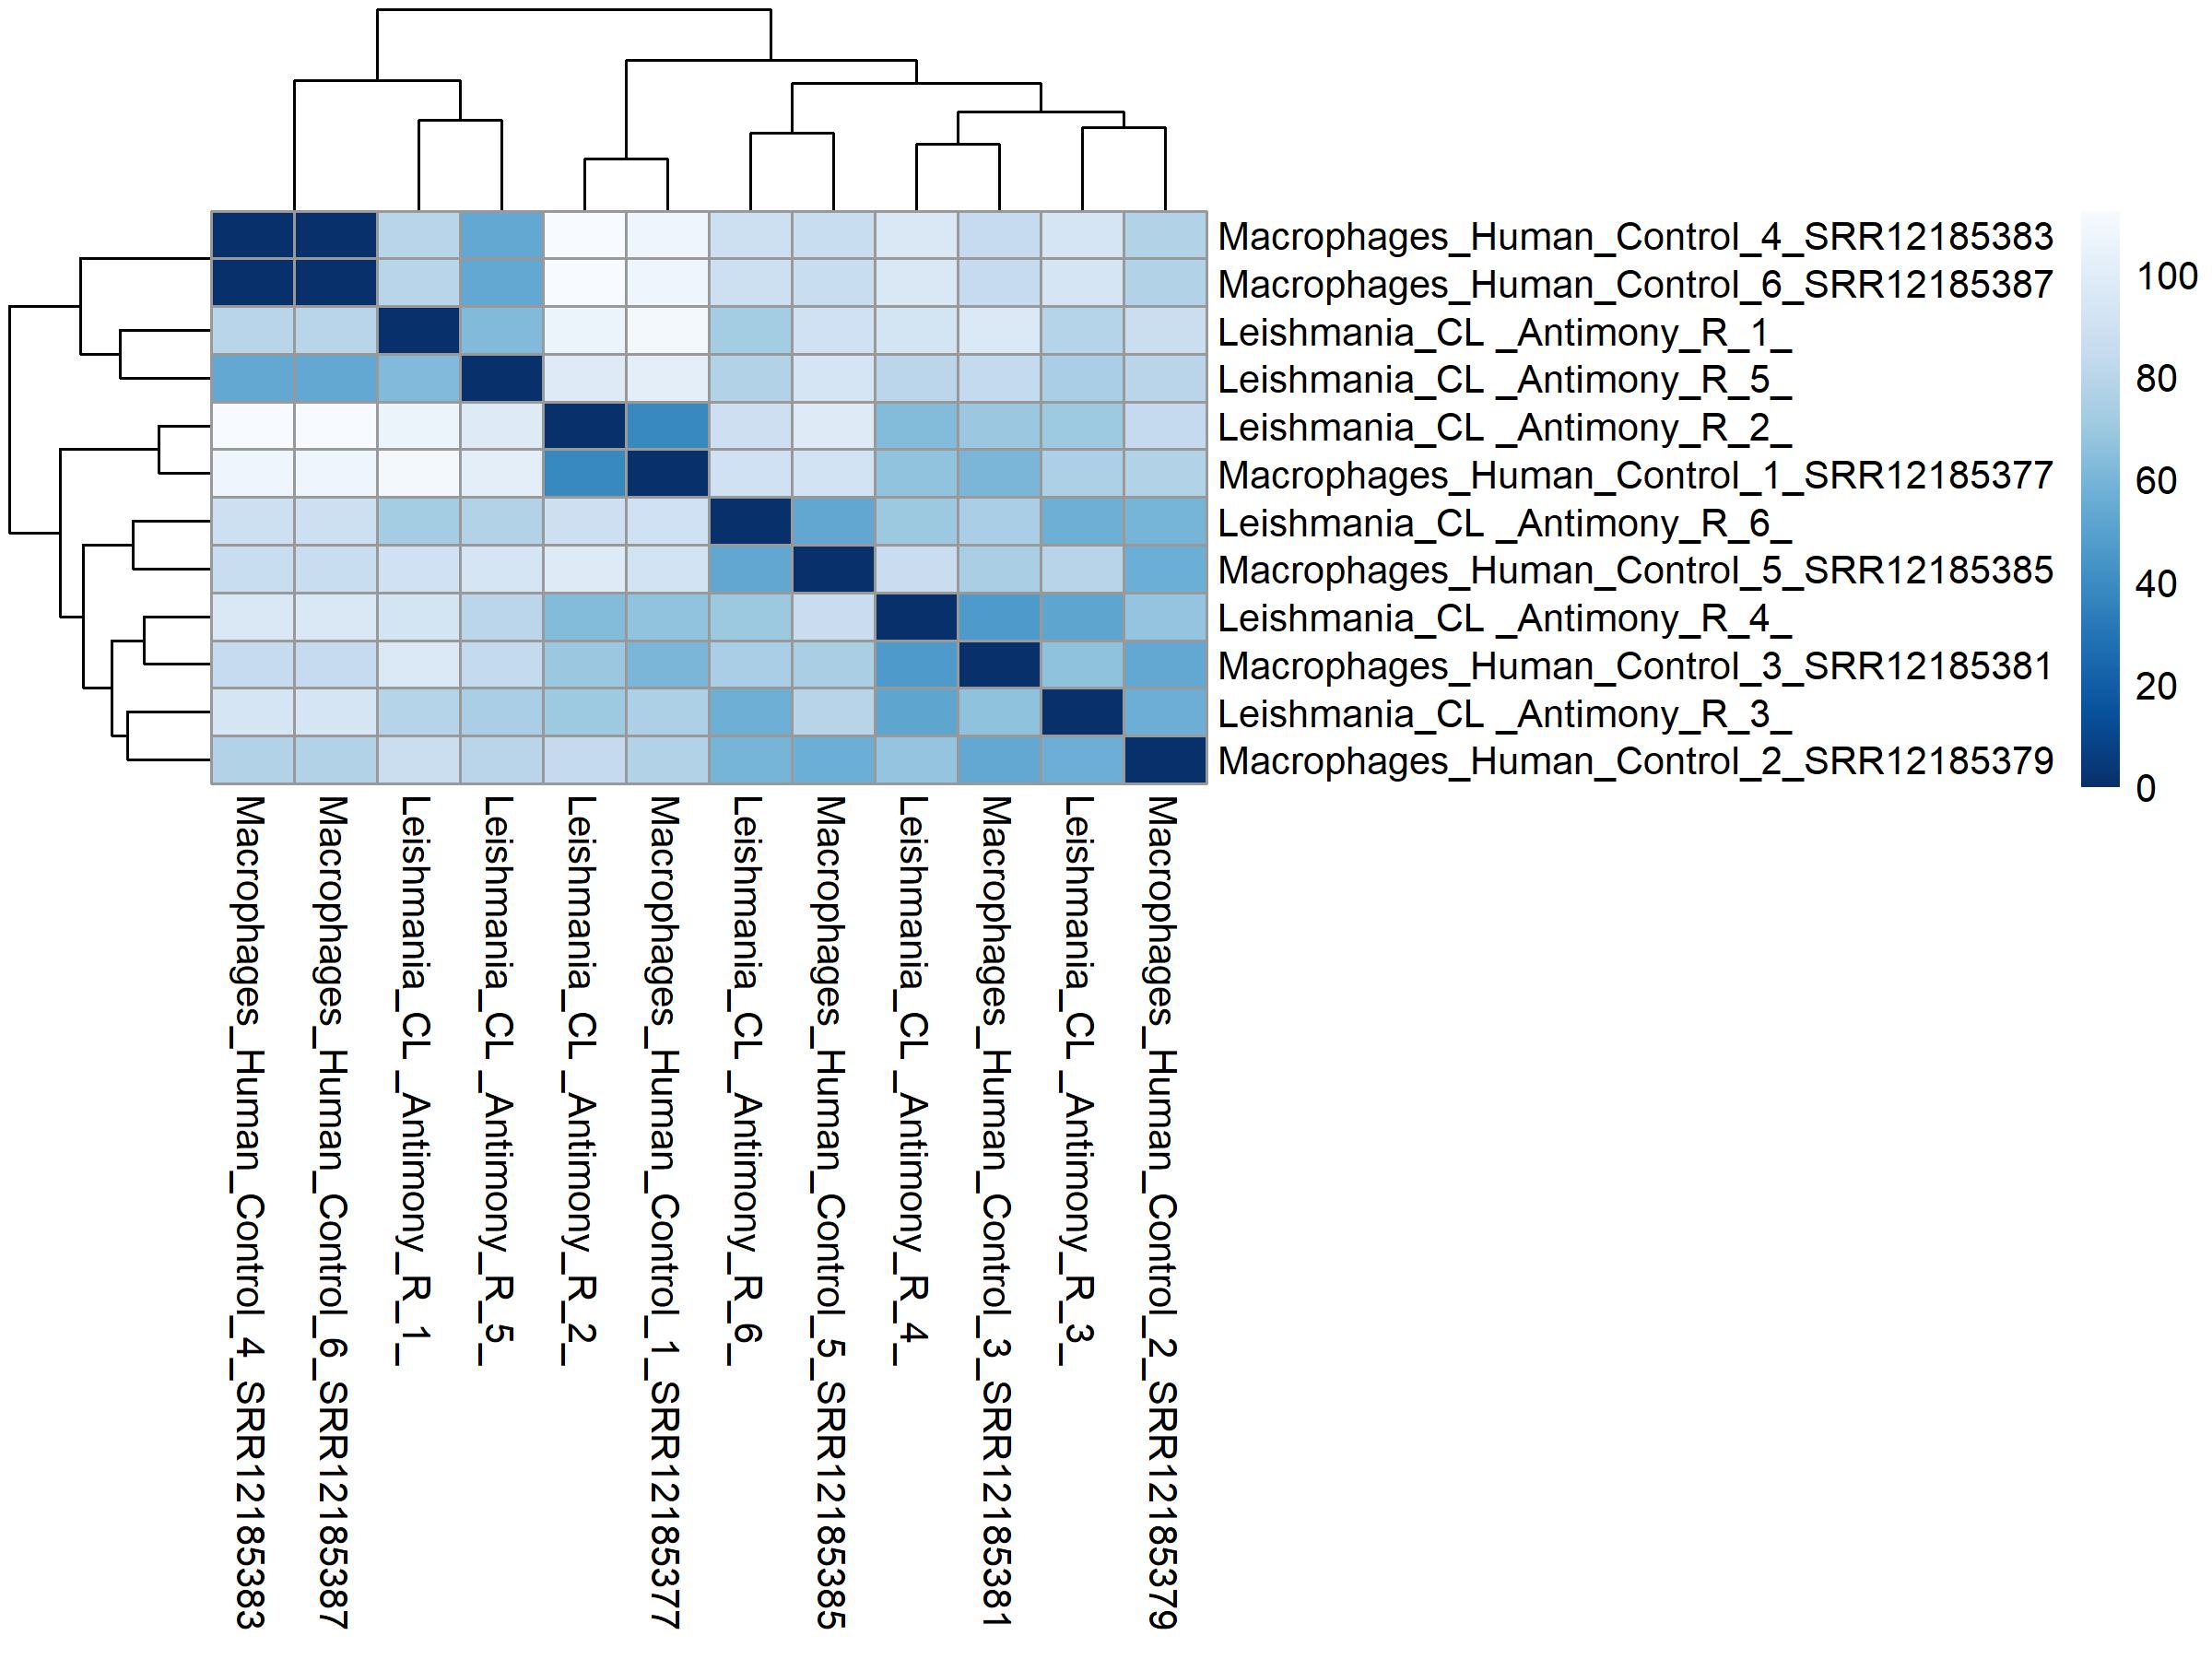 Macrophages_Human_Control_4_SRR12185383
Macrophages_Human_Control_6_SRR12185387
Leishmania_CL _Antimony_R_1_
Leishmania_CL _Antimony_R_5_
Leishmania_CL _Antimony_R_2_
Macrophages_Human_Control_1_SRR12185377
Leishmania_CL _Antimony_R_6_
Macrophages_Human_Control_5_SRR12185385
Leishmania_CL _Antimony_R_4_
Macrophages_Human_Control_3_SRR12185381
Leishmania_CL _Antimony_R_3_
Macrophages_Human_Control_2_SRR12185379
100
80
60
40
20
0
Macrophages_Human_Control_4_SRR12185383
Macrophages_Human_Control_6_SRR12185387
Leishmania_CL _Antimony_R_1_
Leishmania_CL _Antimony_R_5_
Leishmania_CL _Antimony_R_2_
Macrophages_Human_Control_1_SRR12185377
Leishmania_CL _Antimony_R_6_
Macrophages_Human_Control_5_SRR12185385
Leishmania_CL _Antimony_R_4_
Macrophages_Human_Control_3_SRR12185381
Leishmania_CL _Antimony_R_3_
Macrophages_Human_Control_2_SRR12185379